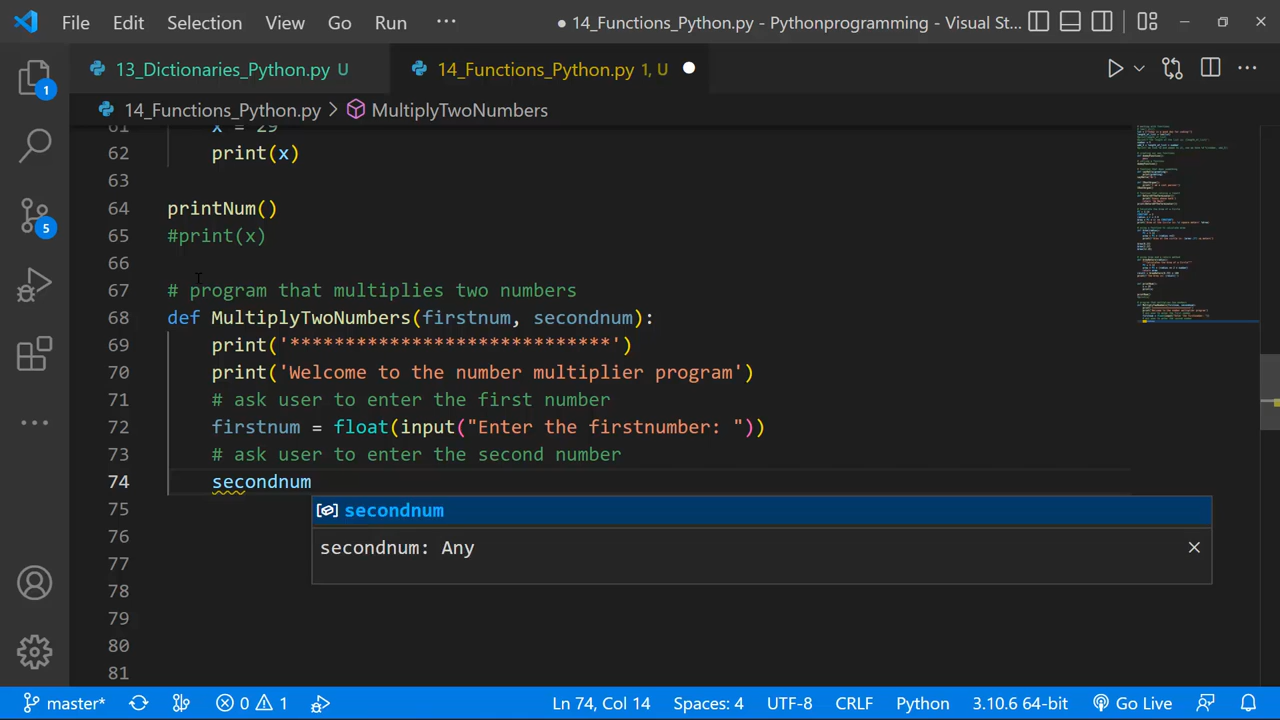 File Edit Selection View Go Run ··· ● 14_Functions_Python.py - Pythonprogramming - Visual St...
13_Dictionaries_Python.py U 14_Functions_Python.py 1, U ●
14_Functions_Python.py > MultiplyTwoNumbers
61 x = 29
62 print(x)
63
64 printNum()
65 #print(x)
66
67 # program that multiplies two numbers
68 def MultiplyTwoNumbers(firstnum, secondnum):
69 print('*****************************')
70 print('Welcome to the number multiplier program')
71 # ask user to enter the first number
72 firstnum = float(input("Enter the firstnumber: "))
73 # ask user to enter the second number
74 secondnum
75 secondnum
76 secondnum: Any
77
78
79
80
81
1
5
master* 0 1 Ln 74, Col 14 Spaces: 4 UTF-8 CRLF Python 3.10.6 64-bit Go Live